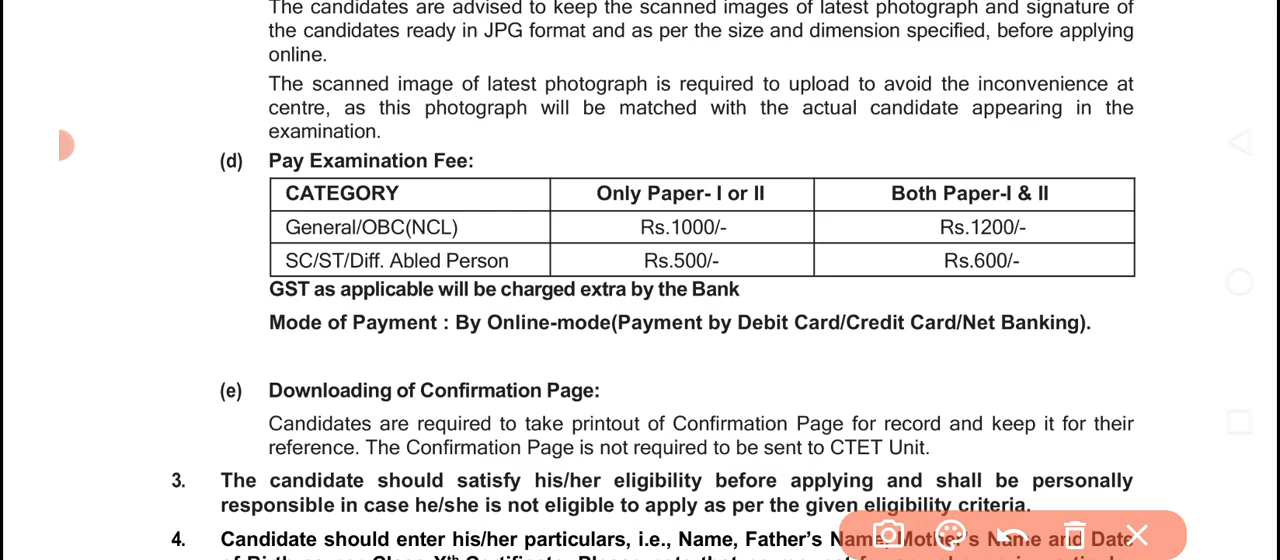 The candidates are advised to keep the scanned images of latest photograph and signature of
the candidates ready in JPG format and as per the size and dimension specified, before applying
online.
The scanned image of latest photograph is required to upload to avoid the inconvenience at
centre, as this photograph will be matched with the actual candidate appearing in the
examination.
(d) Pay Examination Fee:
CATEGORY Only Paper- I or II Both Paper-I & II
General/OBC(NCL) Rs.1000/- Rs.1200/-
SC/ST/Diff. Abled Person Rs.500/- Rs.600/-
GST as applicable will be charged extra by the Bank
Mode of Payment : By Online-mode(Payment by Debit Card/Credit Card/Net Banking).
(e) Downloading of Confirmation Page:
Candidates are required to take printout of Confirmation Page for record and keep it for their
reference. The Confirmation Page is not required to be sent to CTET Unit.
3. The candidate should satisfy his/her eligibility before applying and shall be personally
responsible in case he/she is not eligible to apply as per the given eligibility criteria.
4. Candidate should enter his/her particulars, i.e., Name, Father's Name, Mother's Name and Date